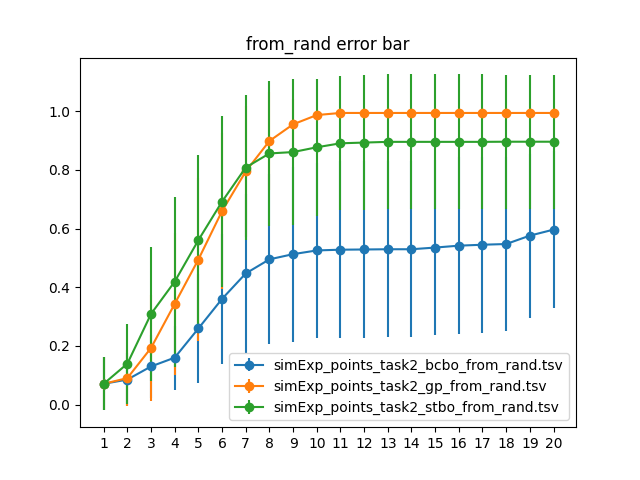 from_rand error bar
1.0
0.8
0.6
0.4
0.2
0.0
simExp_points_task2_bcbo_from_rand.tsv
simExp_points_task2_gp_from_rand.tsv
simExp_points_task2_stbo_from_rand.tsv
1 2 3 4 5 6 7 8 9 10 11 12 13 14 15 16 17 18 19 20